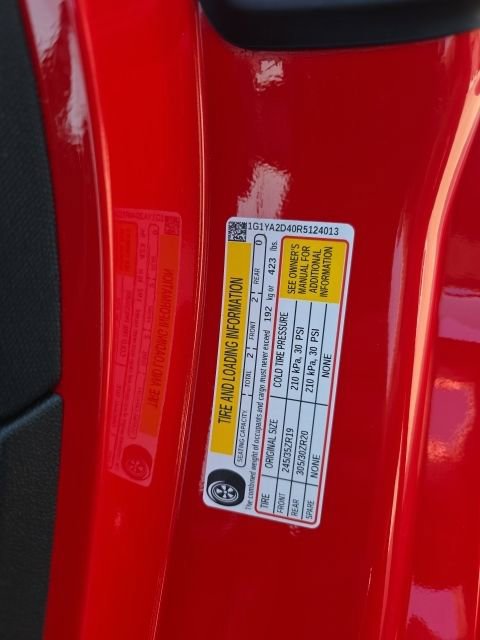 1G1YA2D40R5124013
TIRE AND LOADING INFORMATION
SEATING CAPACITY: TOTAL 2 FRONT 2 REAR 0
The combined weight of occupants and cargo must never exceed 192 kg or 423 lbs.
TIRE ORIGINAL SIZE COLD TIRE PRESSURE
FRONT 245/35ZR19 210 kPa, 30 PSI
REAR 305/30ZR20 210 kPa, 30 PSI
SPARE NONE NONE
SEE OWNER'S
MANUAL FOR
ADDITIONAL
INFORMATION